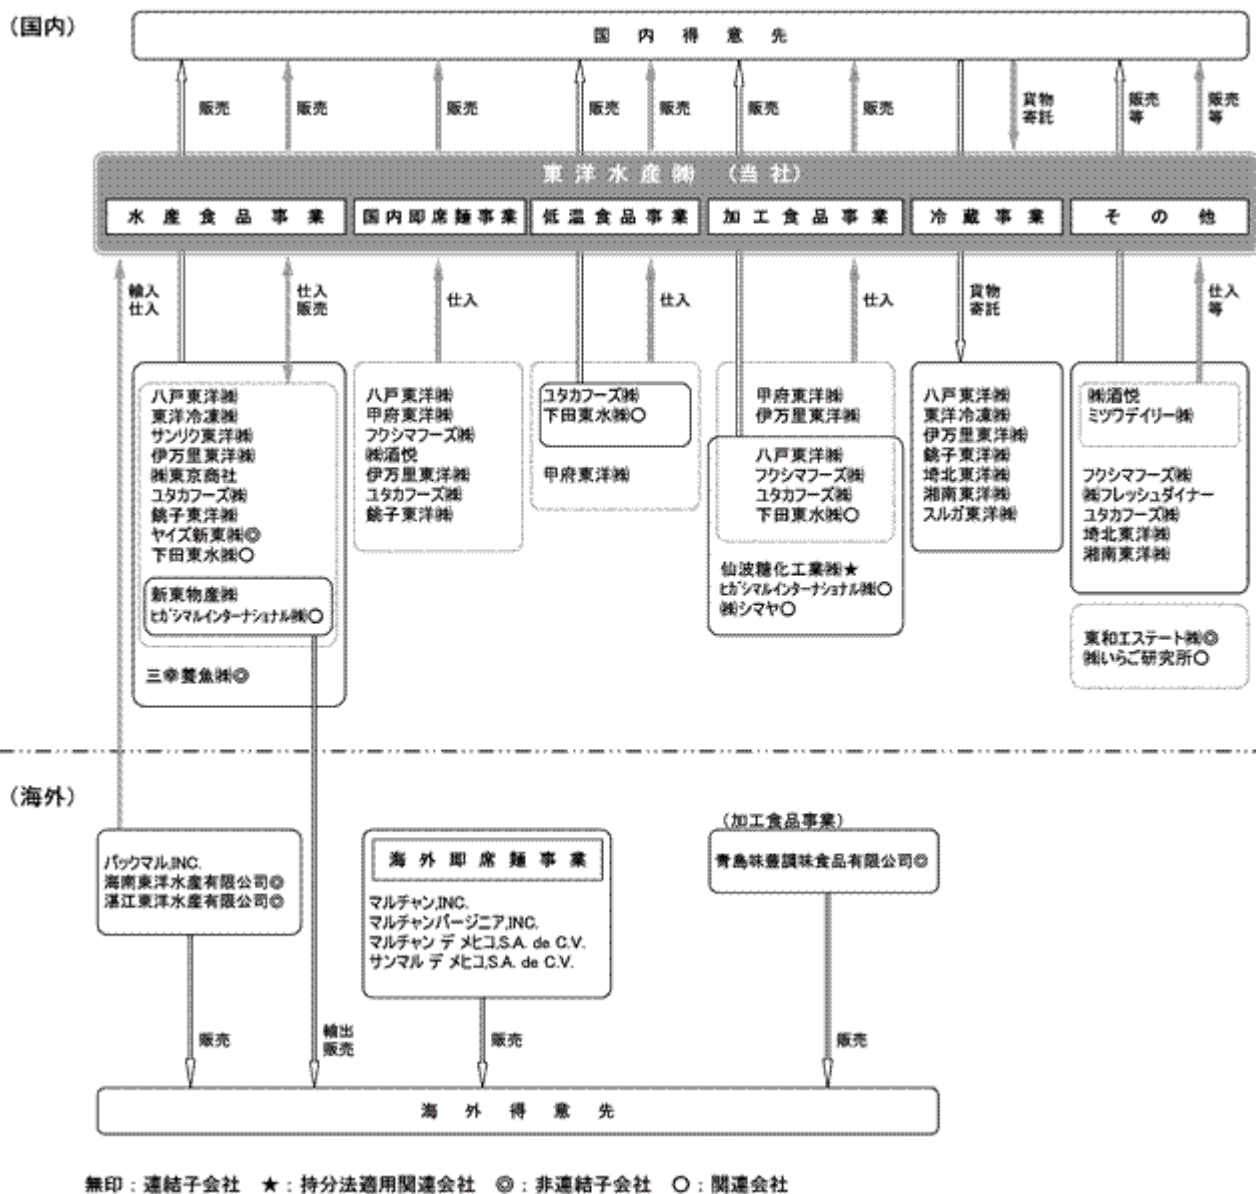 (国内)
国内得意先
販売
販売
販売
販売
販売
販売
販売
貨物
寄託
販売
等
販売
等
東洋水産㈱ (当社)
水産食品事業
国内即席麺事業
低温食品事業
加工食品事業
冷蔵事業
その他
輸入
仕入
仕入
販売
仕入
仕入
仕入
貨物
寄託
仕入
等
八戸東洋㈱
東洋冷凍㈱
サンリク東洋㈱
伊万里東洋㈱
㈱東京商社
ユタカフーズ㈱
銚子東洋㈱
ヤイズ新東㈱◎
下田東水㈱○
新東物産㈱
ヒガシマルインターナショナル㈱○
三幸養魚㈱◎
八戸東洋㈱
甲府東洋㈱
フクシマフーズ㈱
㈱酒悦
伊万里東洋㈱
ユタカフーズ㈱
銚子東洋㈱
ユタカフーズ㈱
下田東水㈱○
甲府東洋㈱
甲府東洋㈱
伊万里東洋㈱
八戸東洋㈱
フクシマフーズ㈱
ユタカフーズ㈱
下田東水㈱○
仙波糖化工業㈱★
ヒガシマルインターナショナル㈱○
㈱シマヤ○
八戸東洋㈱
東洋冷凍㈱
伊万里東洋㈱
銚子東洋㈱
埼北東洋㈱
湘南東洋㈱
スルガ東洋㈱
㈱酒悦
ミツワデイリー㈱
フクシマフーズ㈱
㈱フレッシュダイナー
ユタカフーズ㈱
埼北東洋㈱
湘南東洋㈱
東和エステート㈱◎
㈱いらご研究所○
(海外)
パックマル,INC.
海南東洋水産有限公司◎
湛江東洋水産有限公司◎
海外即席麺事業
マルチャン,INC.
マルチャンバージニア,INC.
マルチャン デ メヒコ,S.A. de C.V.
サンマル デ メヒコ,S.A. de C.V.
(加工食品事業)
青島味豊調味食品有限公司◎
販売
輸出
販売
販売
販売
海外得意先
無印:連結子会社 ★:持分法適用関連会社 ◎:非連結子会社 ○:関連会社